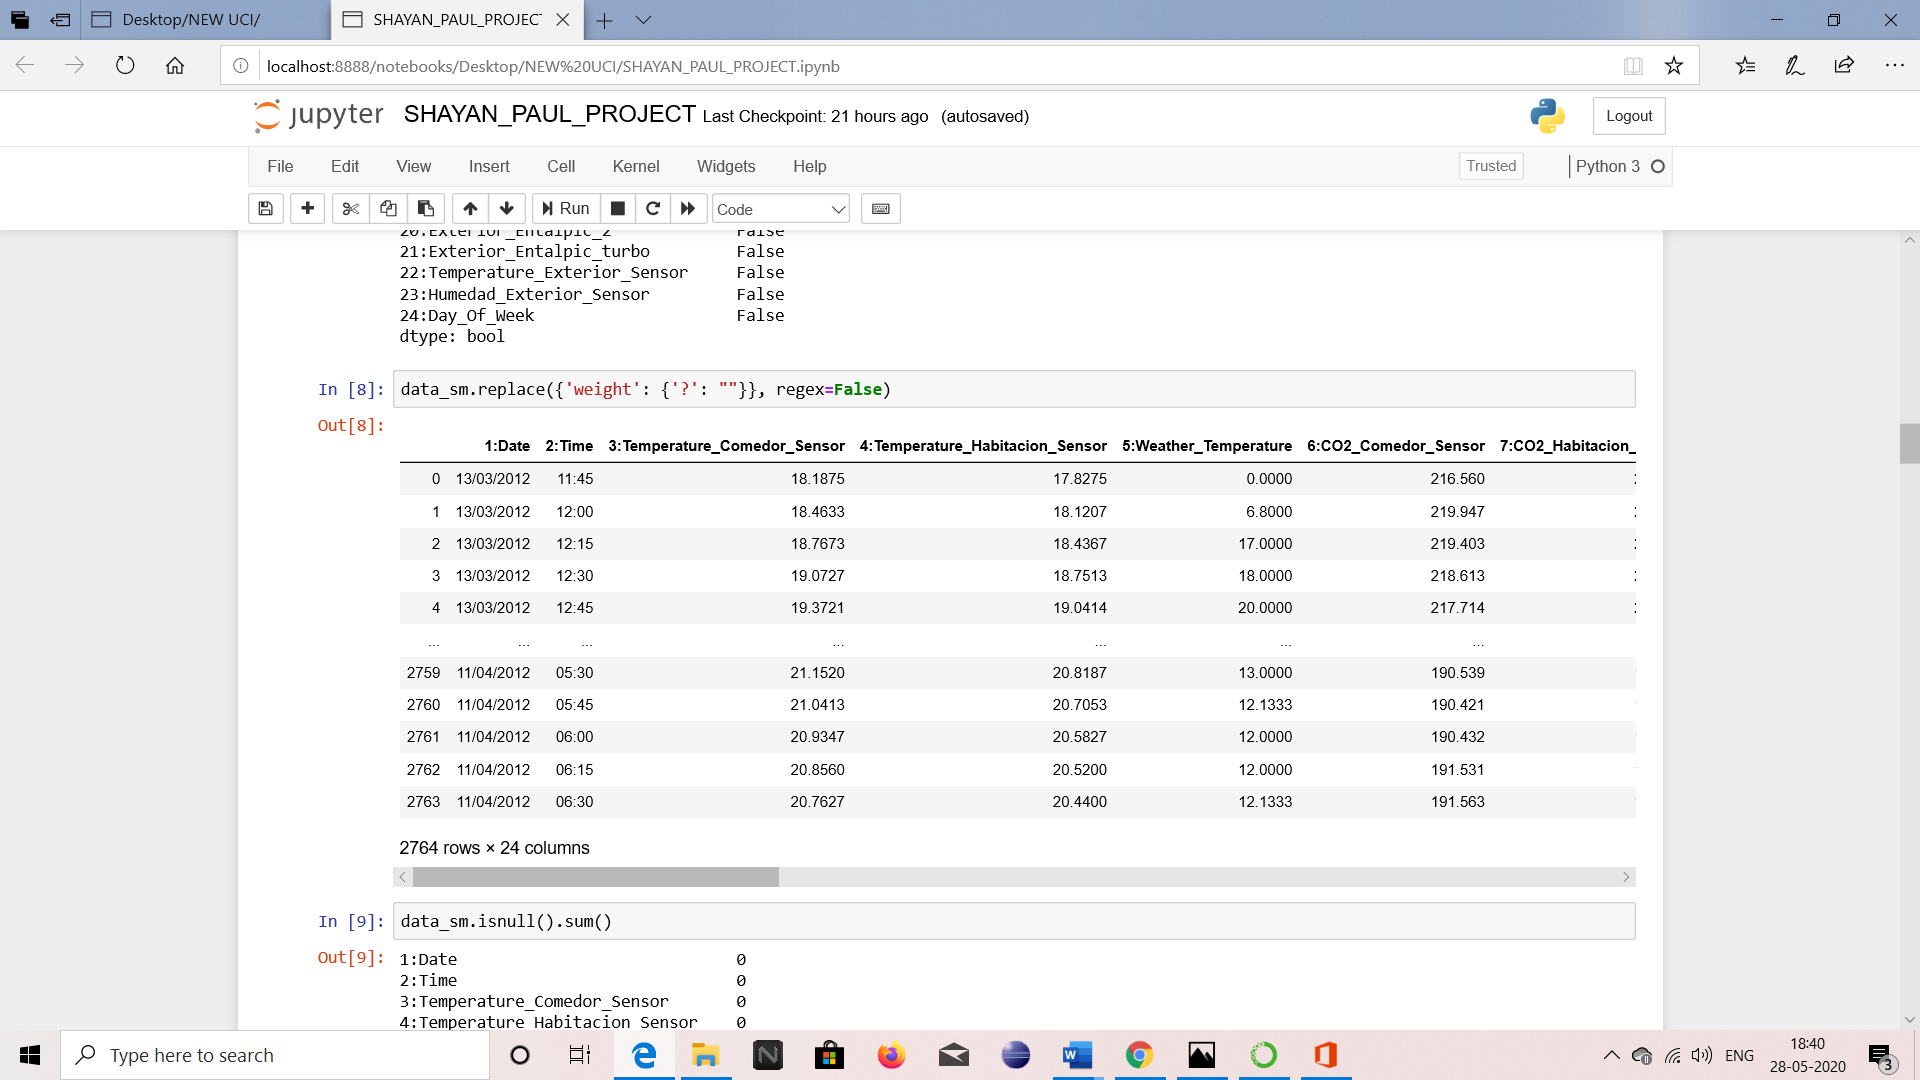 Desktop/NEW UCI/ SHAYAN_PAUL_PROJEC
localhost:8888/notebooks/Desktop/NEW%20UCI/SHAYAN_PAUL_PROJECT.ipynb
jupyter SHAYAN_PAUL_PROJECT Last Checkpoint: 21 hours ago (autosaved) Logout
File Edit View Insert Cell Kernel Widgets Help Trusted Python 3
Run Code
20:Exterior_Entalpic_2 False
21:Exterior_Entalpic_turbo False
22:Temperature_Exterior_Sensor False
23:Humedad_Exterior_Sensor False
24:Day_Of_Week False
dtype: bool
In [8]: data_sm.replace({'weight': {'?': ""}}, regex=False)
Out[8]:
1:Date 2:Time 3:Temperature_Comedor_Sensor 4:Temperature_Habitacion_Sensor 5:Weather_Temperature 6:CO2_Comedor_Sensor 7:CO2_Habitacion_
0 13/03/2012 11:45 18.1875 17.8275 0.0000 216.560
1 13/03/2012 12:00 18.4633 18.1207 6.8000 219.947
2 13/03/2012 12:15 18.7673 18.4367 17.0000 219.403
3 13/03/2012 12:30 19.0727 18.7513 18.0000 218.613
4 13/03/2012 12:45 19.3721 19.0414 20.0000 217.714
... ... ... ... ... ... ...
2759 11/04/2012 05:30 21.1520 20.8187 13.0000 190.539
2760 11/04/2012 05:45 21.0413 20.7053 12.1333 190.421
2761 11/04/2012 06:00 20.9347 20.5827 12.0000 190.432
2762 11/04/2012 06:15 20.8560 20.5200 12.0000 191.531
2763 11/04/2012 06:30 20.7627 20.4400 12.1333 191.563
2764 rows × 24 columns
In [9]: data_sm.isnull().sum()
Out[9]: 1:Date 0
2:Time 0
3:Temperature_Comedor_Sensor 0
4:Temperature_Habitacion_Sensor 0
Type here to search ENG 18:40
28-05-2020 3